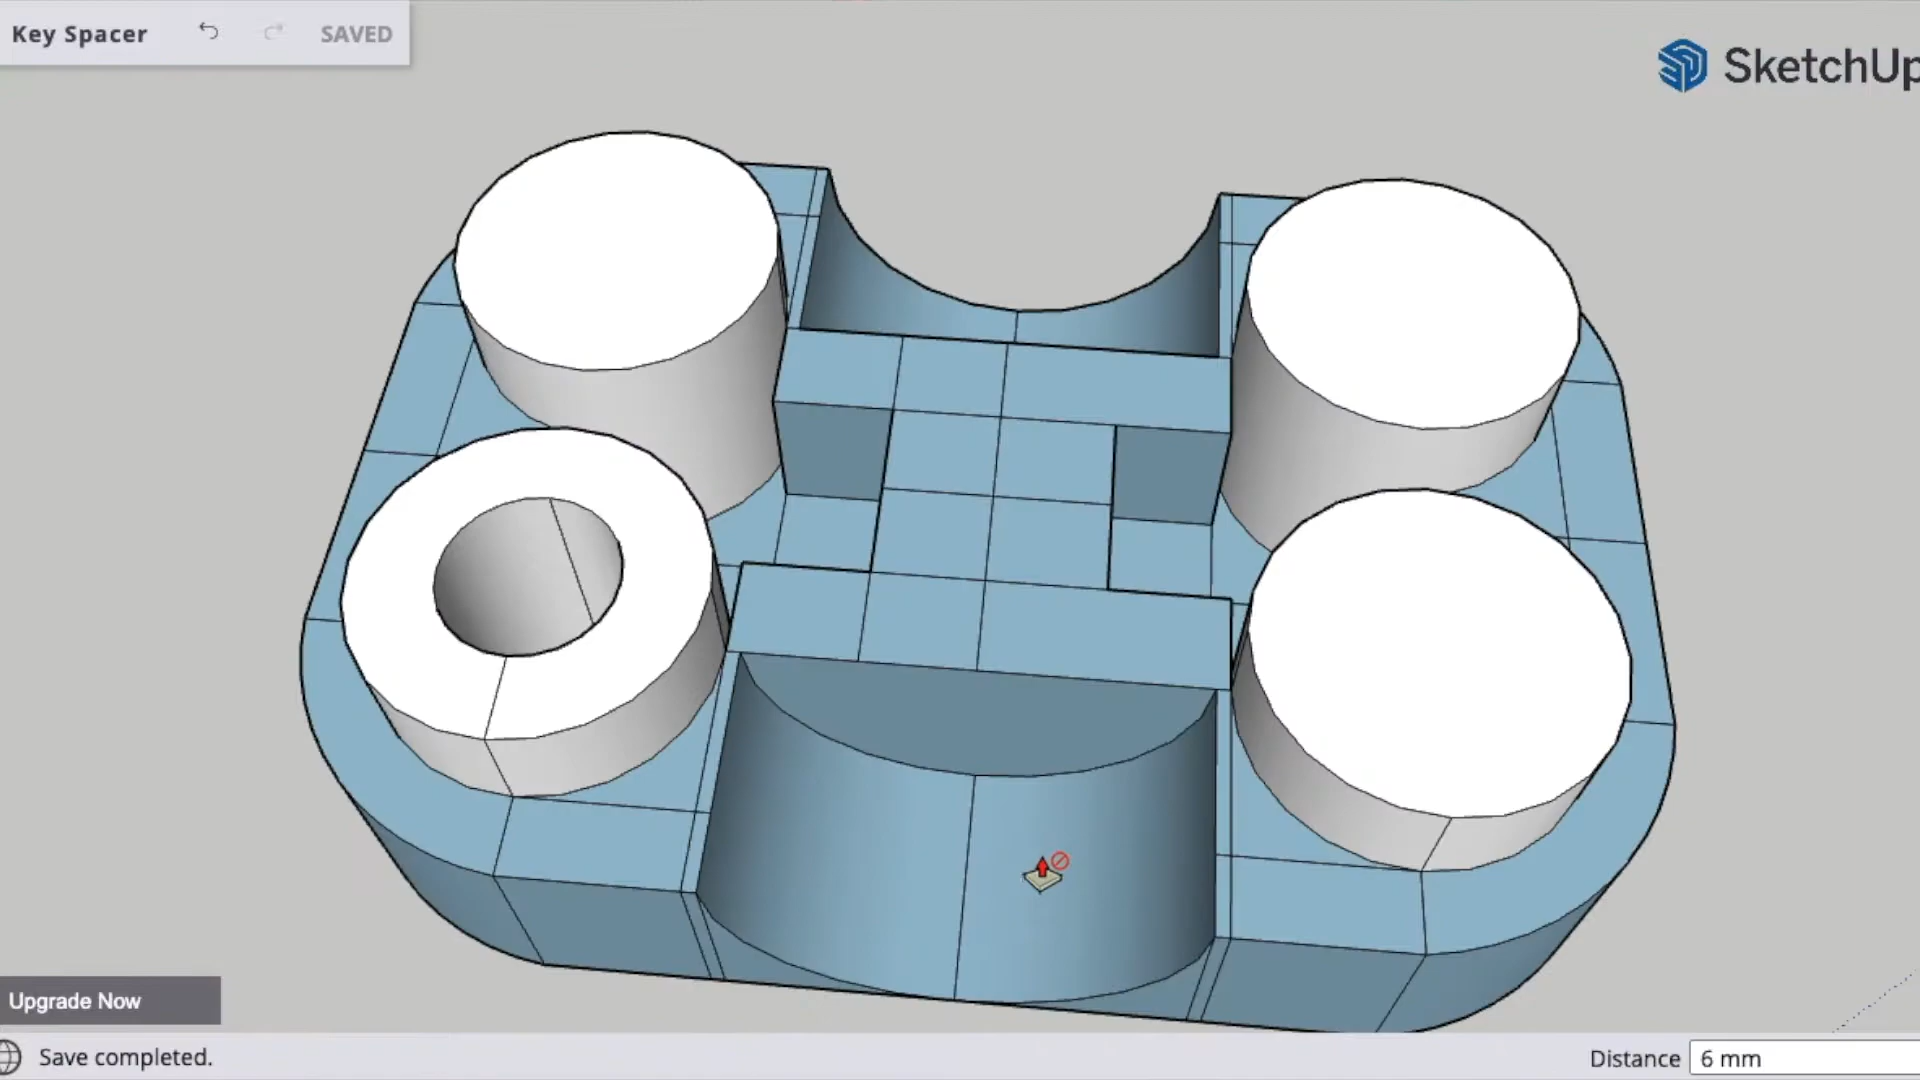 Key Spacer
SAVED
SketchUp
Upgrade Now
Save completed.
Distance 6 mm